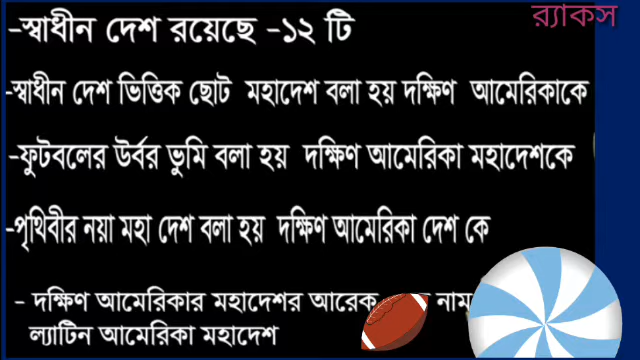 র‍্যাকস
-স্বাধীন দেশ রয়েছে -১২ টি
-স্বাধীন দেশ ভিত্তিক ছোট মহাদেশ বলা হয় দক্ষিণ আমেরিকাকে
-ফুটবলের উর্বর ভুমি বলা হয় দক্ষিণ আমেরিকা মহাদেশকে
-পৃথিবীর নয়া মহা দেশ বলা হয় দক্ষিণ আমেরিকা দেশ কে
- দক্ষিণ আমেরিকার মহাদেশর আরেক নাম
ল্যাটিন আমেরিকা মহাদেশ